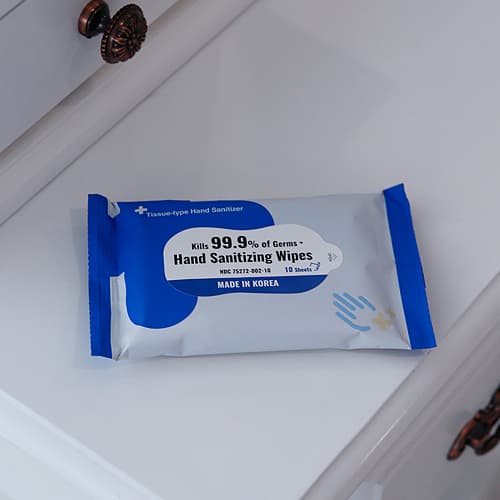 Tissue-type Hand Sanitizer
Kills 99.9% of Germs *
Hand Sanitizing Wipes
NDC 75272-002-10
10 Sheets
MADE IN KOREA